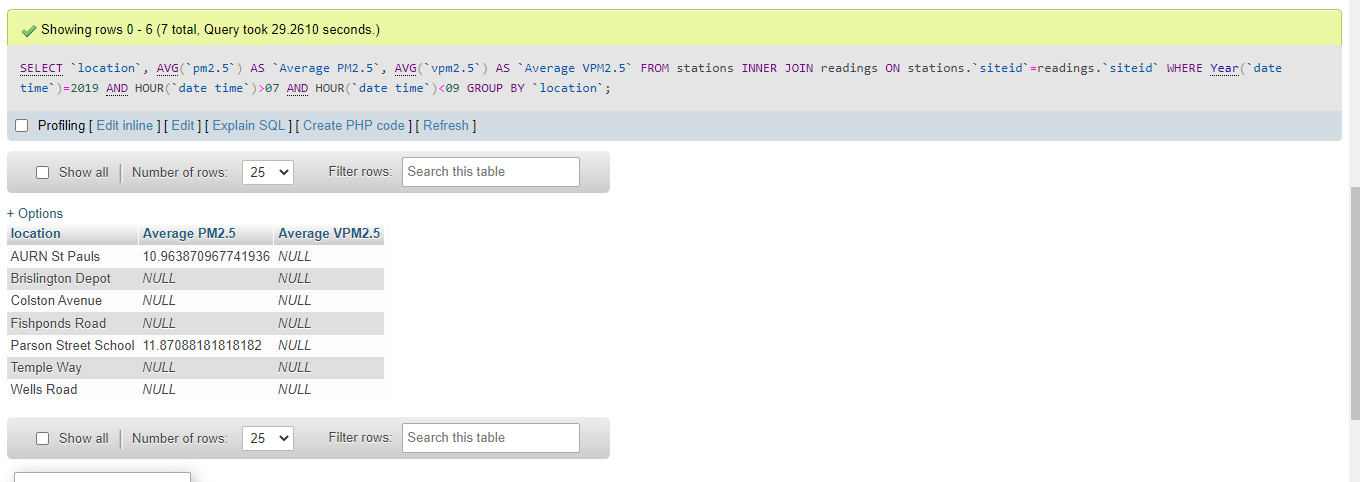 Showing rows 0 - 6 (7 total, Query took 29.2610 seconds.)
SELECT `location`, AVG(`pm2.5`) AS `Average PM2.5`, AVG(`vpm2.5`) AS `Average VPM2.5` FROM stations INNER JOIN readings ON stations.`siteid`=readings.`siteid` WHERE Year(`date
time`)=2019 AND HOUR(`date time`)>07 AND HOUR(`date time`)<09 GROUP BY `location`;
Profiling [ Edit inline ] [ Edit ] [ Explain SQL ] [ Create PHP code ] [ Refresh ]
Show all Number of rows: 25 Filter rows: Search this table
+ Options
location Average PM2.5 Average VPM2.5
AURN St Pauls 10.963870967741936 NULL
Brislington Depot NULL NULL
Colston Avenue NULL NULL
Fishponds Road NULL NULL
Parson Street School 11.87088181818182 NULL
Temple Way NULL NULL
Wells Road NULL NULL
Show all Number of rows: 25 Filter rows: Search this table